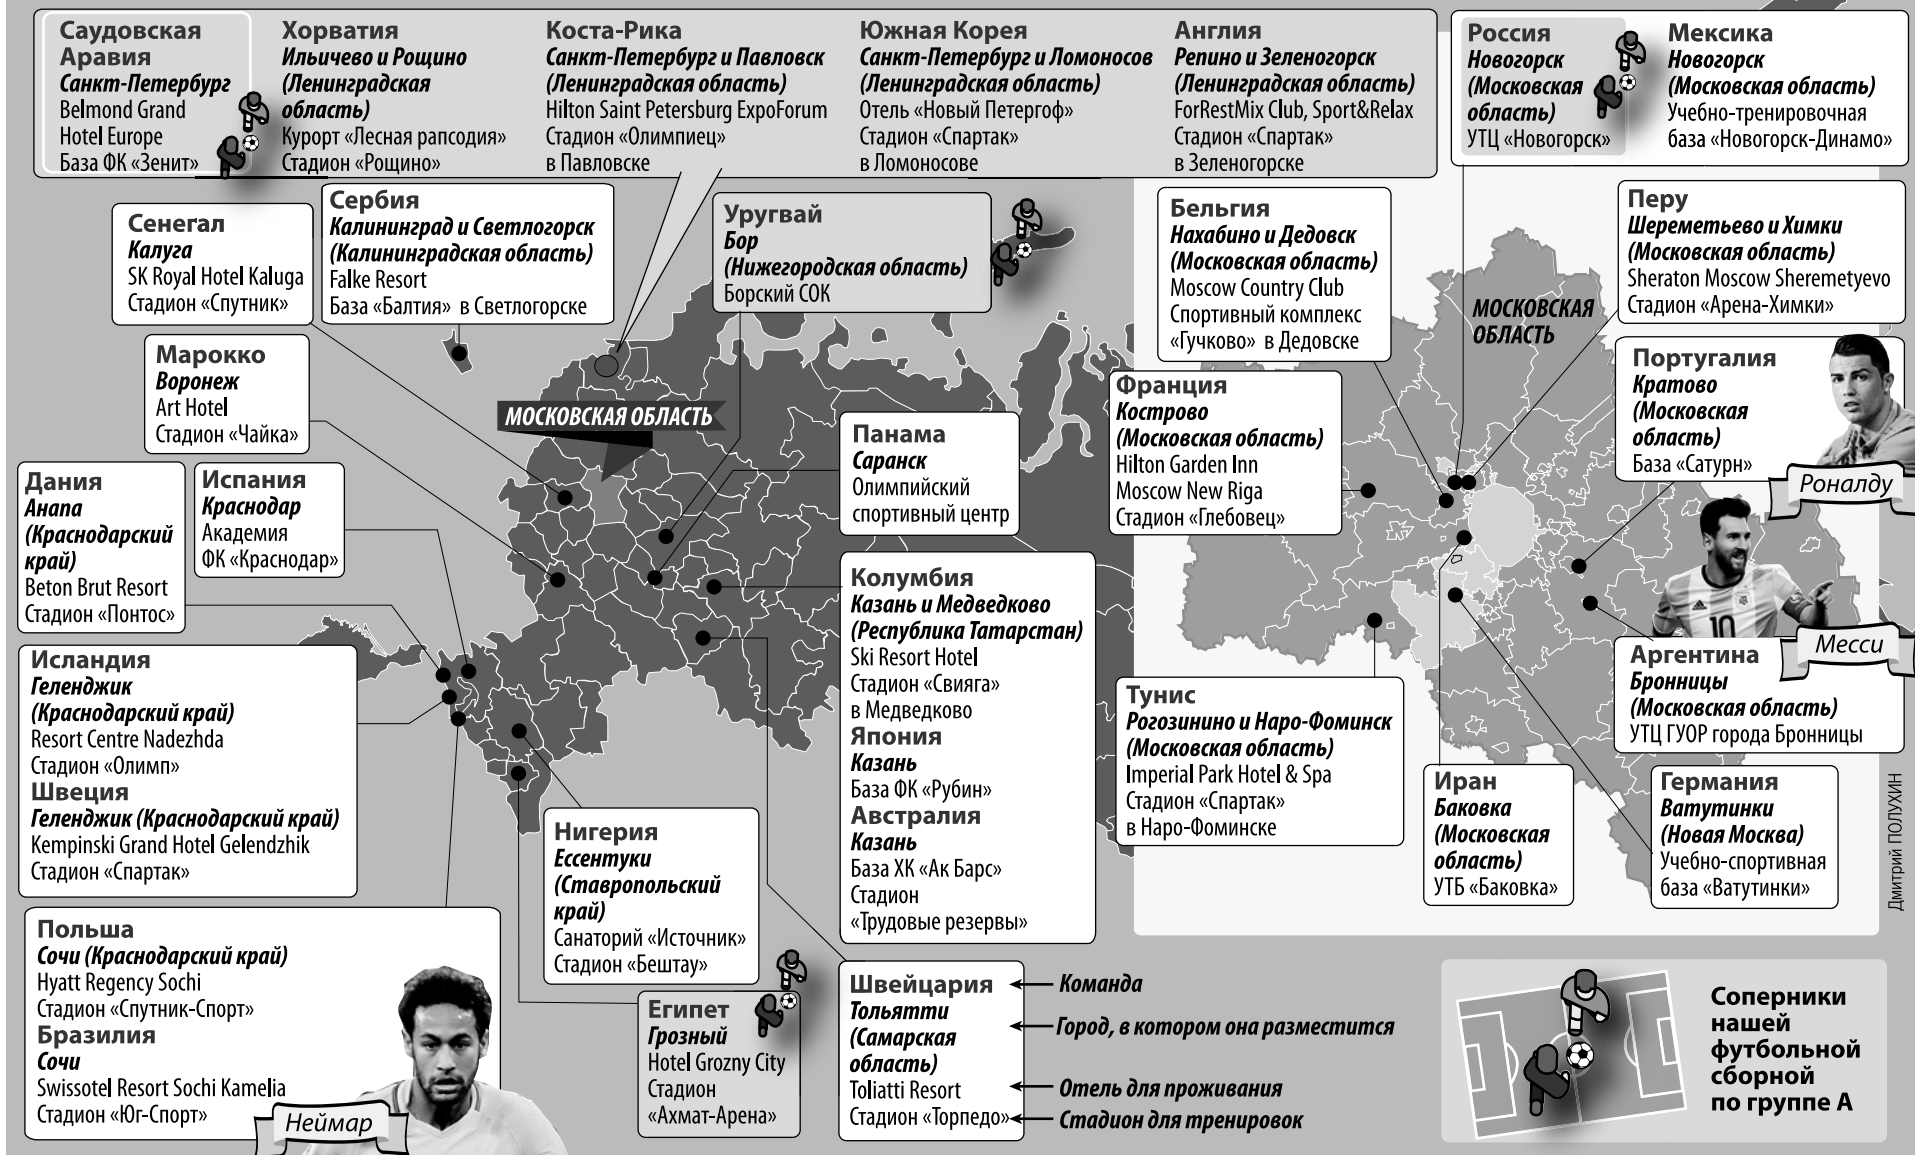 Саудовская
Аравия
Санкт-Петербург
Belmond Grand
Hotel Europe
База ФК «Зенит»
Хорватия
Ильичево и Рощино
(Ленинградская
область)
Курорт «Лесная рапсодия»
Стадион «Рощино»
Коста-Рика
Санкт-Петербург и Павловск
(Ленинградская область)
Hilton Saint Petersburg ExpoForum
Стадион «Олимпиец»
в Павловске
Южная Корея
Санкт-Петербург и Ломоносов
(Ленинградская область)
Отель «Новый Петергоф»
Стадион «Спартак»
в Ломоносове
Англия
Репино и Зеленогорск
(Ленинградская область)
ForRestMix Club, Sport&Relax
Стадион «Спартак»
в Зеленогорске
Россия
Новогорск
(Московская
область)
УТЦ «Новогорск»
Мексика
Новогорск
(Московская область)
Учебно-тренировочная
база «Новогорск-Динамо»
Сенегал
Калуга
SK Royal Hotel Kaluga
Стадион «Спутник»
Сербия
Калининград и Светлогорск
(Калининградская область)
Falke Resort
База «Балтия» в Светлогорске
Уругвай
Бор
(Нижегородская область)
Борский СОК
Бельгия
Нахабино и Дедовск
(Московская область)
Moscow Country Club
Спортивный комплекс
«Гучково» в Дедовске
Перу
Шереметьево и Химки
(Московская область)
Sheraton Moscow Sheremetyevo
Стадион «Арена-Химки»
МОСКОВСКАЯ
ОБЛАСТЬ
Марокко
Воронеж
Art Hotel
Стадион «Чайка»
МОСКОВСКАЯ ОБЛАСТЬ
Франция
Кострово
(Московская область)
Hilton Garden Inn
Moscow New Riga
Стадион «Глебовец»
Португалия
Кратово
(Московская
область)
База «Сатурн»
Роналду
Панама
Саранск
Олимпийский
спортивный центр
Дания
Анапа
(Краснодарский
край)
Beton Brut Resort
Стадион «Понтос»
Испания
Краснодар
Академия
ФК «Краснодар»
Колумбия
Казань и Медведково
(Республика Татарстан)
Ski Resort Hotel
Стадион «Свияга»
в Медведково
Япония
Казань
База ФК «Рубин»
Австралия
Казань
База ХК «Ак Барс»
Стадион
«Трудовые резервы»
10
Месси
Аргентина
Бронницы
(Московская область)
УТЦ ГУОР города Бронницы
Исландия
Геленджик
(Краснодарский край)
Resort Centre Nadezhda
Стадион «Олимп»
Швеция
Геленджик (Краснодарский край)
Kempinski Grand Hotel Gelendzhik
Стадион «Спартак»
Тунис
Рогозинино и Наро-Фоминск
(Московская область)
Imperial Park Hotel & Spa
Стадион «Спартак»
в Наро-Фоминске
Иран
Баковка
(Московская
область)
УТБ «Баковка»
Германия
Ватутинки
(Новая Москва)
Учебно-спортивная
база «Ватутинки»
Дмитрий ПОЛУХИН
Нигерия
Ессентуки
(Ставропольский
край)
Санаторий «Источник»
Стадион «Бештау»
Польша
Сочи (Краснодарский край)
Hyatt Regency Sochi
Стадион «Спутник-Спорт»
Бразилия
Сочи
Swissotel Resort Sochi Kamelia
Стадион «Юг-Спорт»
Неймар
Египет
Грозный
Hotel Grozny City
Стадион
«Ахмат-Арена»
Швейцария
Тольятти
(Самарская
область)
Toliatti Resort
Стадион «Торпедо»
Команда
Город, в котором она разместится
Отель для проживания
Стадион для тренировок
Соперники
нашей
футбольной
сборной
по группе А